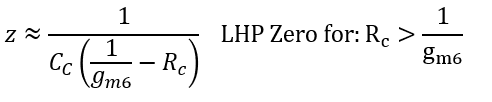 z ≈ 1 / (C_C (1/g_m6 − R_c)) LHP Zero for: R_c > 1/g_m6